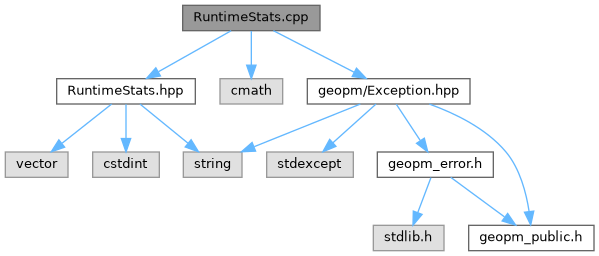 RuntimeStats.cpp
RuntimeStats.hpp
cmath
geopm/Exception.hpp
vector
cstdint
string
stdexcept
geopm_error.h
stdlib.h
geopm_public.h